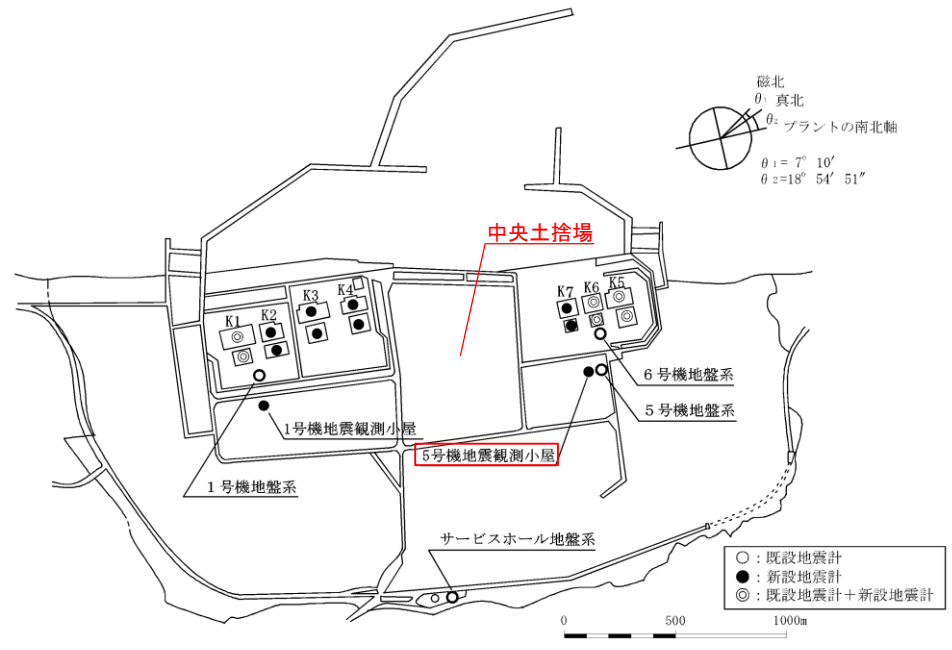 磁北
θ₁ 真北
θ₂ プラントの南北軸
θ₁= 7° 10′
θ₂=18° 54′ 51″
中央土捨場
K1
K2
K3
K4
K7
K6
K5
6号機地盤系
5号機地盤系
1号機地震観測小屋
5号機地震観測小屋
1号機地盤系
サービスホール地盤系
○：既設地震計
●：新設地震計
◎：既設地震計＋新設地震計
0 500 1000m